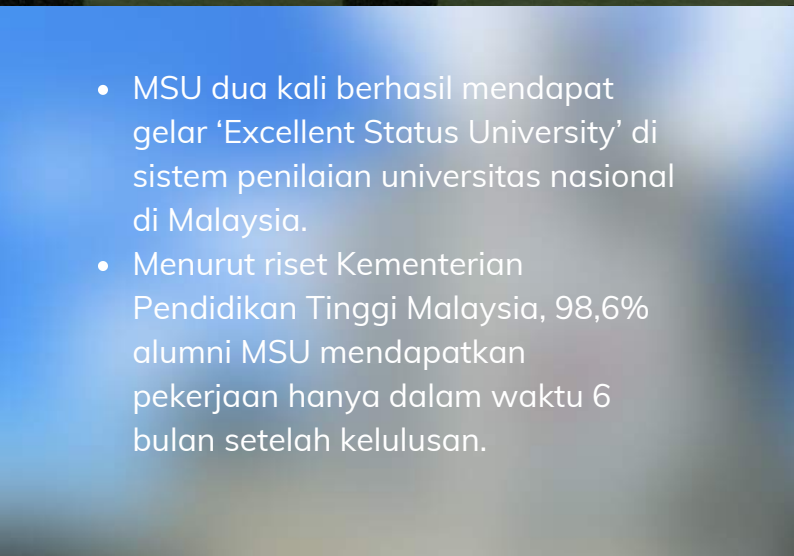 • MSU dua kali berhasil mendapat
gelar ‘Excellent Status University’ di
sistem penilaian universitas nasional
di Malaysia.
• Menurut riset Kementerian
Pendidikan Tinggi Malaysia, 98,6%
alumni MSU mendapatkan
pekerjaan hanya dalam waktu 6
bulan setelah kelulusan.